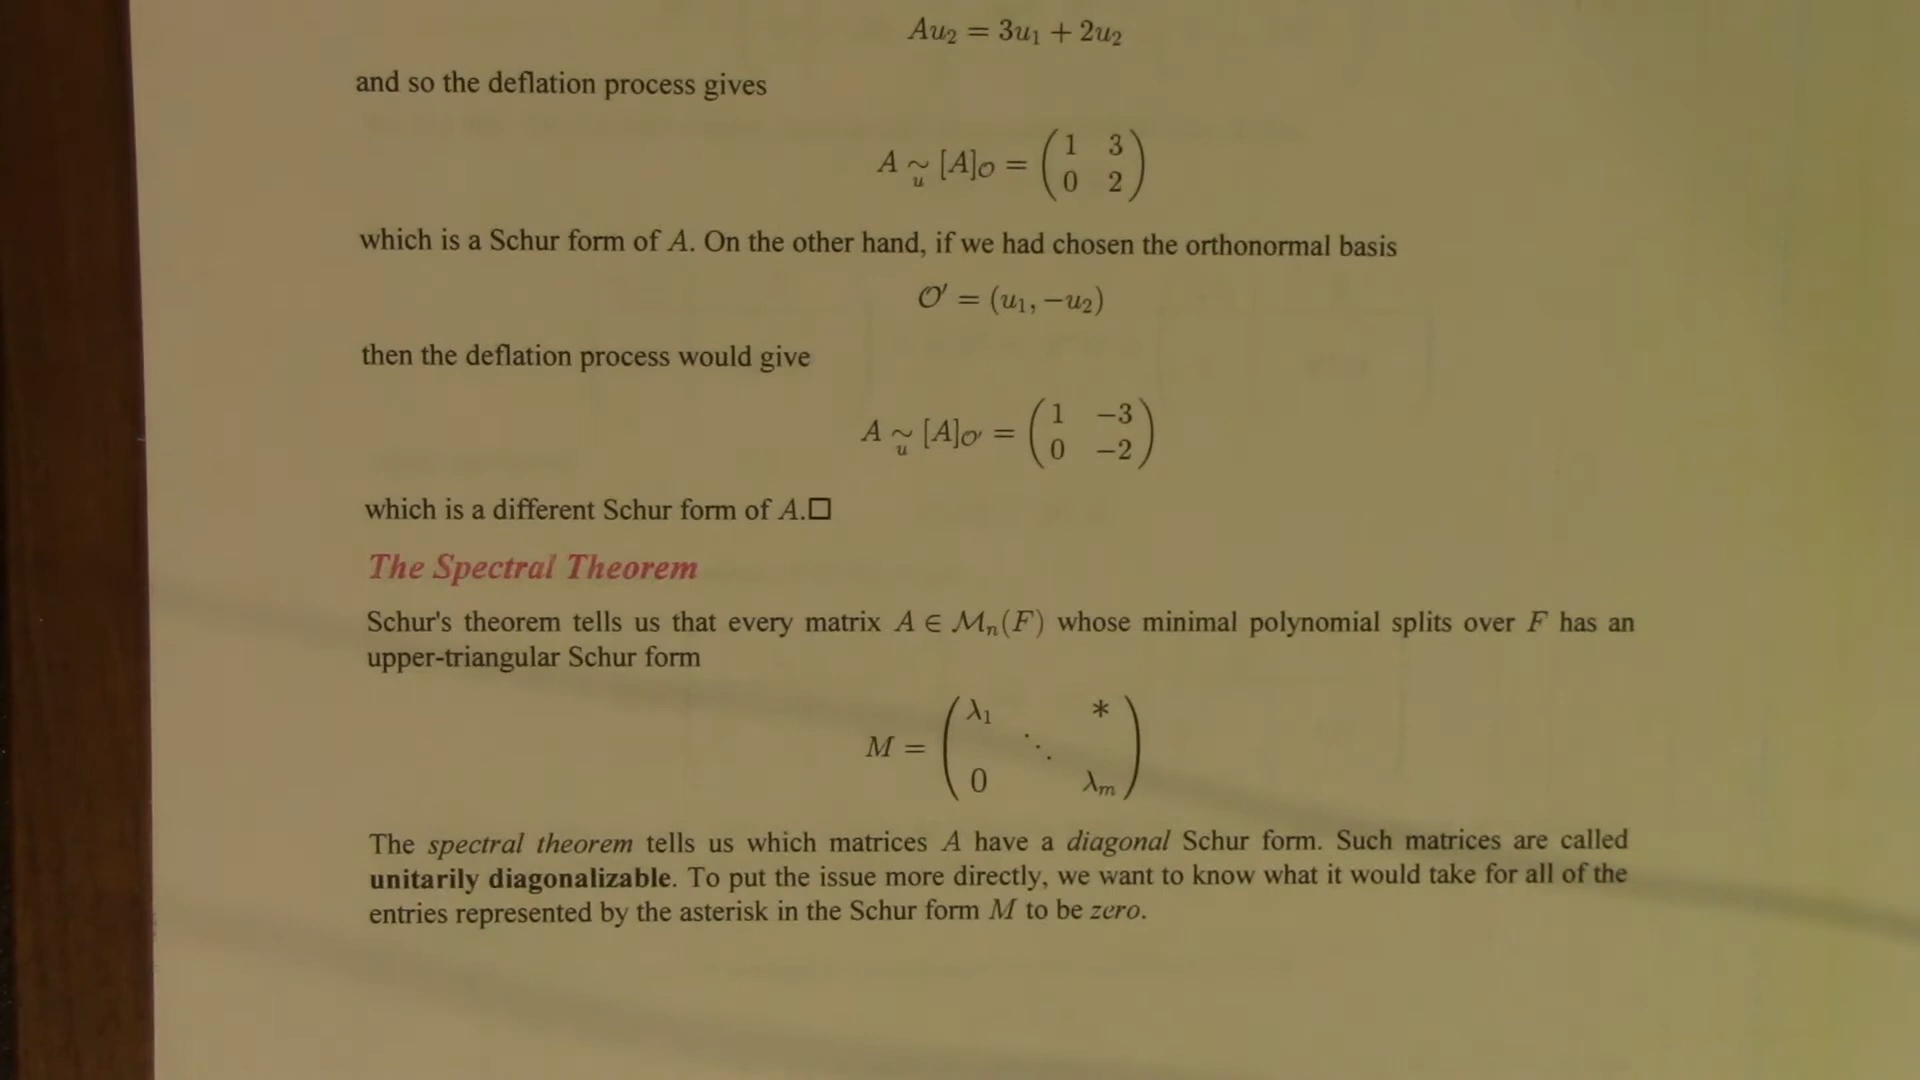 Au₂ = 3u₁ + 2u₂
and so the deflation process gives
A ~ᵤ [A]_𝒪 = ( 1 3 ; 0 2 )
which is a Schur form of A. On the other hand, if we had chosen the orthonormal basis
𝒪′ = (u₁, −u₂)
then the deflation process would give
A ~ᵤ [A]_𝒪′ = ( 1 −3 ; 0 −2 )
which is a different Schur form of A.□
The Spectral Theorem
Schur's theorem tells us that every matrix A ∈ ℳₙ(F) whose minimal polynomial splits over F has an
upper-triangular Schur form
M = ( λ₁ * ; ⋱ ; 0 λₘ )
The spectral theorem tells us which matrices A have a diagonal Schur form. Such matrices are called
unitarily diagonalizable. To put the issue more directly, we want to know what it would take for all of the
entries represented by the asterisk in the Schur form M to be zero.